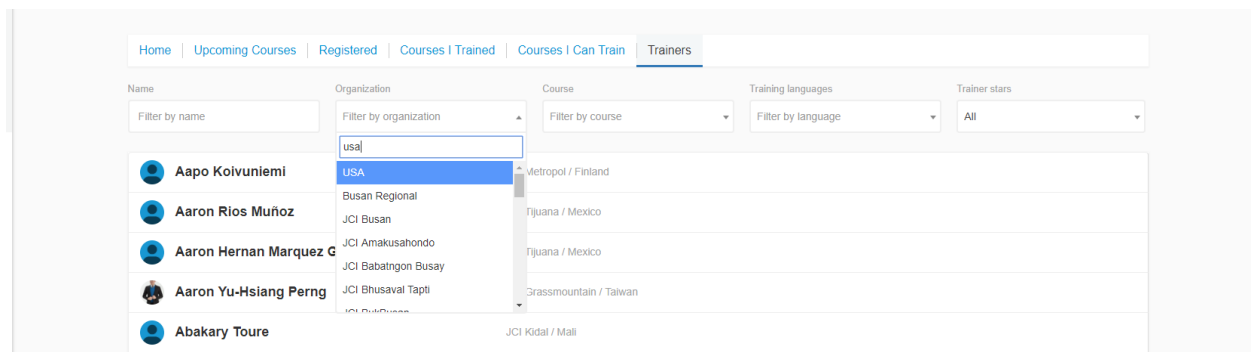 Home Upcoming Courses Registered Courses I Trained Courses I Can Train Trainers
Name Organization Course Training languages Trainer stars
Filter by name Filter by organization Filter by course Filter by language All
usa
USA
Busan Regional
JCI Busan
JCI Amakusahondo
JCI Babatngon Busay
JCI Bhusaval Tapti
Aapo Koivuniemi Metropol / Finland
Aaron Rios Muñoz Tijuana / Mexico
Aaron Hernan Marquez Tijuana / Mexico
Aaron Yu-Hsiang Perng Grassmountain / Taiwan
Abakary Toure JCI Kidal / Mali